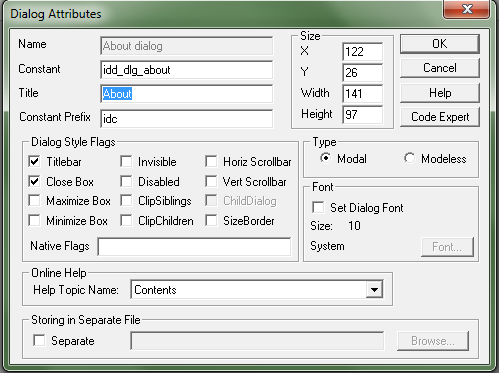 Dialog Attributes
Name About dialog
Constant idd_dlg_about
Title About
Constant Prefix idc
Size
X 122
Y 26
Width 141
Height 97
OK
Cancel
Help
Code Expert
Dialog Style Flags
Titlebar Invisible Horiz Scrollbar
Close Box Disabled Vert Scrollbar
Maximize Box ClipSiblings ChildDialog
Minimize Box ClipChildren SizeBorder
Native Flags
Type
Modal Modeless
Font
Set Dialog Font
Size: 10
System Font...
Online Help
Help Topic Name: Contents
Storing in Separate File
Separate Browse...